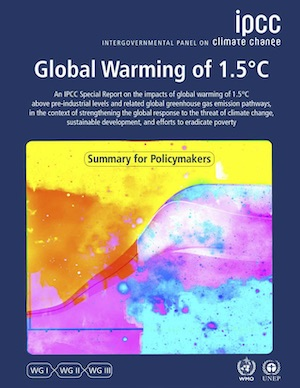 ipcc
INTERGOVERNMENTAL PANEL ON climate change
Global Warming of 1.5°C
An IPCC Special Report on the impacts of global warming of 1.5°C
above pre-industrial levels and related global greenhouse gas emission pathways,
in the context of strengthening the global response to the threat of climate change,
sustainable development, and efforts to eradicate poverty
Summary for Policymakers
WG I WG II WG III
WMO UNEP